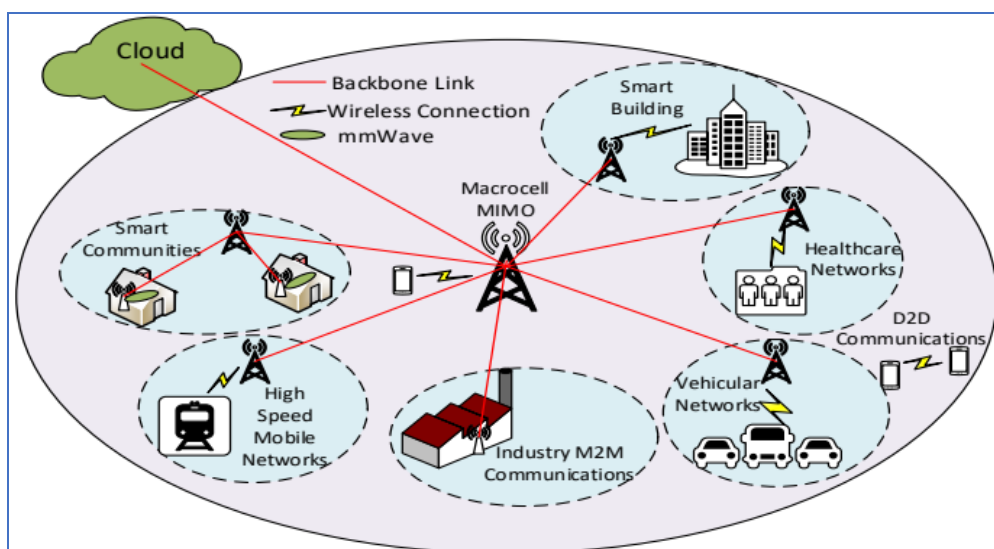 Cloud
Backbone Link
Wireless Connection
mmWave
Smart
Building
Macrocell
MIMO
Smart
Communities
Healthcare
Networks
D2D
Communications
High
Speed
Mobile
Networks
Industry M2M
Communications
Vehicular
Networks